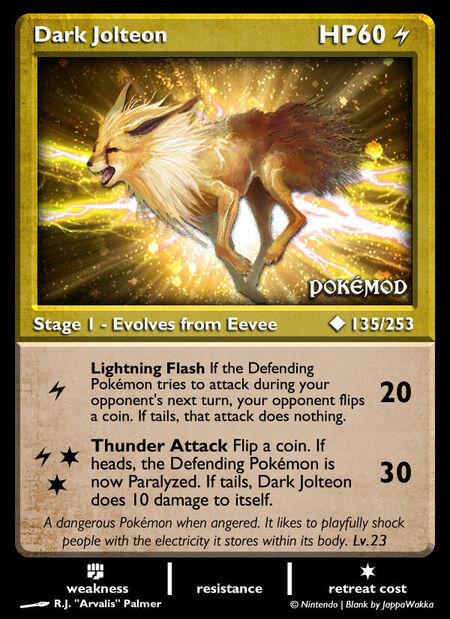 Dark Jolteon HP60
POKÉMOD
Stage 1 - Evolves from Eevee 135/253
Lightning Flash If the Defending
Pokémon tries to attack during your
opponent's next turn, your opponent flips
a coin. If tails, that attack does nothing.
20
Thunder Attack Flip a coin. If
heads, the Defending Pokémon is
now Paralyzed. If tails, Dark Jolteon
does 10 damage to itself.
30
A dangerous Pokémon when angered. It likes to playfully shock
people with the electricity it stores within its body. Lv.23
weakness resistance retreat cost
R.J. "Arvalis" Palmer © Nintendo | Blank by JappaWakka